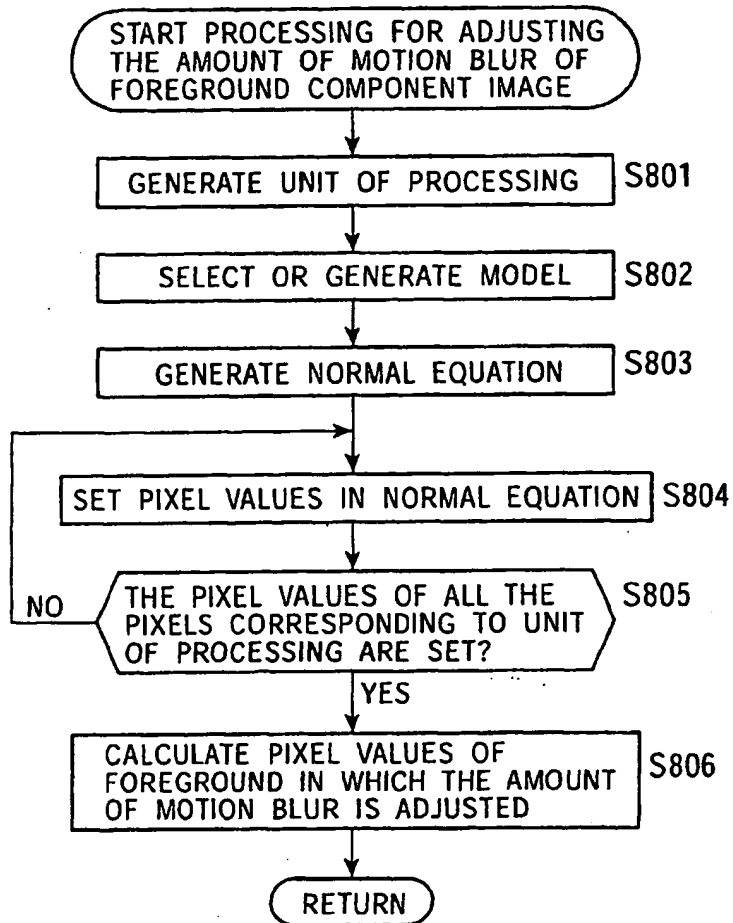 START PROCESSING FOR ADJUSTING
THE AMOUNT OF MOTION BLUR OF
FOREGROUND COMPONENT IMAGE
GENERATE UNIT OF PROCESSING
S801
SELECT OR GENERATE MODEL
S802
GENERATE NORMAL EQUATION
S803
SET PIXEL VALUES IN NORMAL EQUATION
S804
THE PIXEL VALUES OF ALL THE
PIXELS CORRESPONDING TO UNIT
OF PROCESSING ARE SET?
S805
NO
YES
CALCULATE PIXEL VALUES OF
FOREGROUND IN WHICH THE AMOUNT
OF MOTION BLUR IS ADJUSTED
S806
RETURN